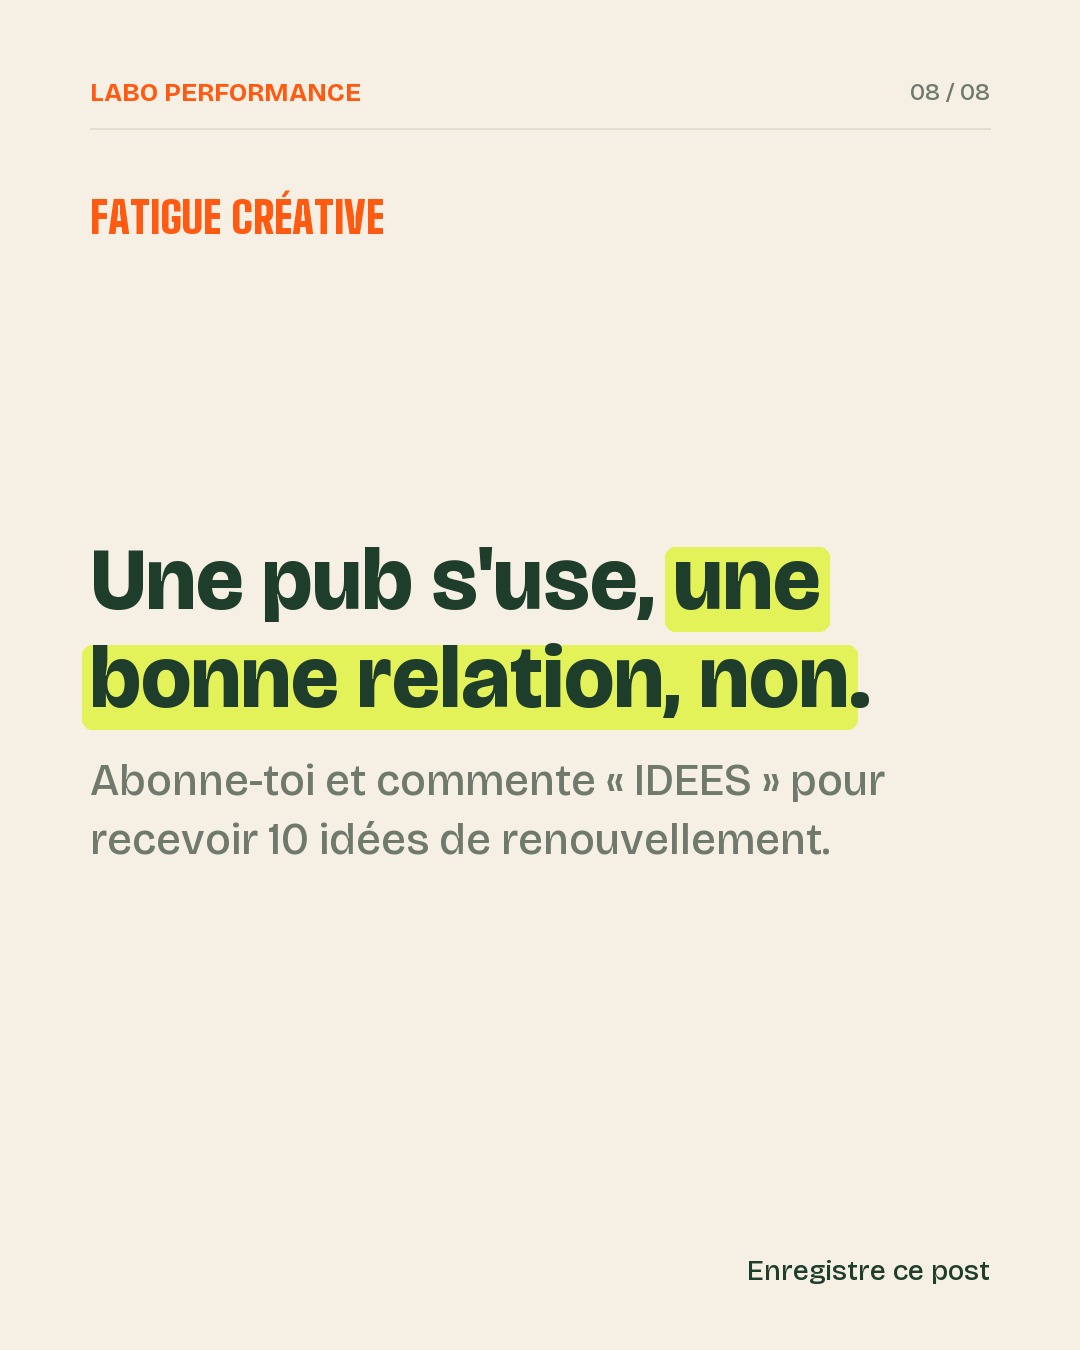 LABO PERFORMANCE
08 / 08
FATIGUE CRÉATIVE
Une pub s'use, une
bonne relation, non.
Abonne-toi et commente « IDEES » pour
recevoir 10 idées de renouvellement.
Enregistre ce post